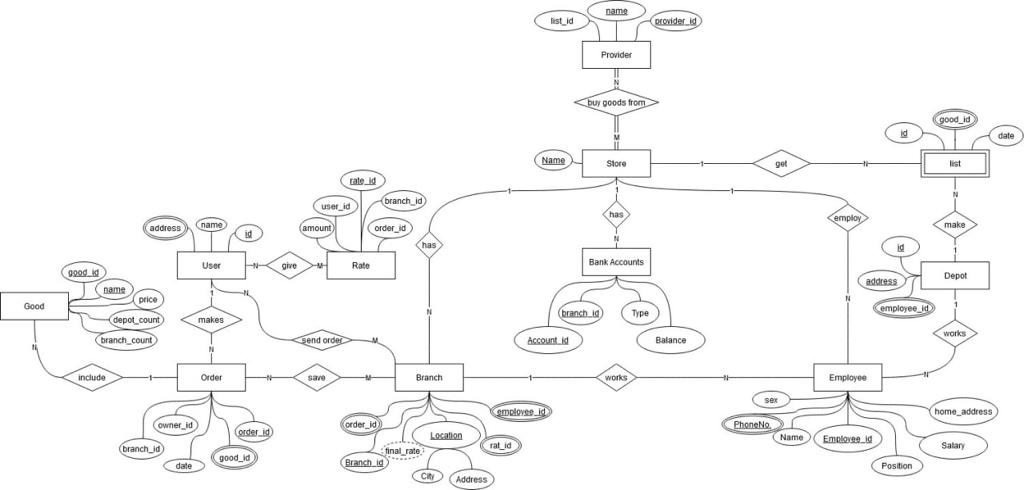 name
list_id
provider_id
Provider
N
buy goods from
M
good_id
id
date
Name
Store
1
get
N
list
rate_id
1
1
1
N
user_id
branch_id
has
employ
make
address
name
id
amount
order_id
has
N
1
id
User
N
give
M
Rate
Bank Accounts
address
Depot
good_id
name
employee_id
Good
price
1
N
branch_id
Type
N
1
depot_count
makes
N
works
branch_count
send order
M
Account_id
Balance
N
N
include
1
Order
N
save
M
Branch
1
works
N
Employee
N
sex
home_address
owner_id
order_id
order_id
employee_id
PhoneNo.
Name
Employee_id
Location
branch_id
final_rate
rat_id
Salary
date
good_id
Branch_id
City
Address
Position